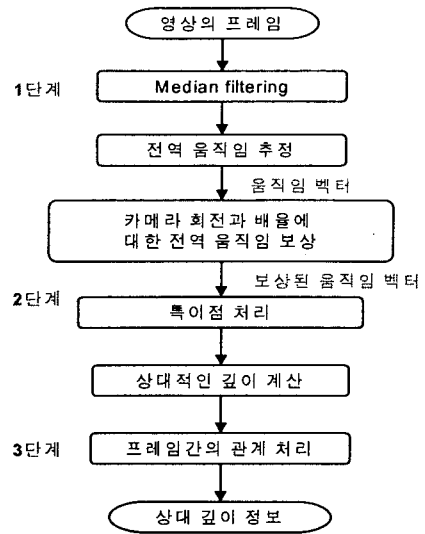 영상의 프레임
1단계
Median filtering
전역 움직임 추정
움직임 벡터
카메라 회전과 배율에
대한 전역 움직임 보상
보상된 움직임 벡터
2단계
특이점 처리
상대적인 깊이 계산
3단계
프레임간의 관계 처리
상대 깊이 정보